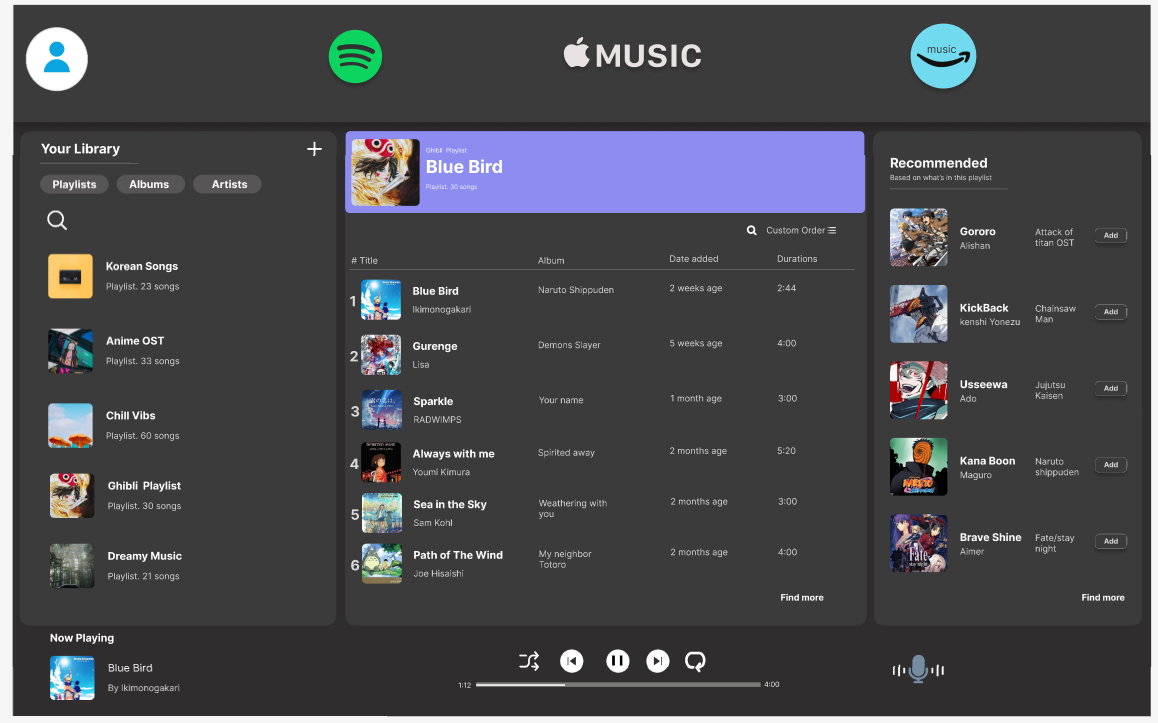 MUSIC
music
Your Library
+
Playlists
Albums
Artists
Korean Songs
Playlist. 23 songs
Anime OST
Playlist. 33 songs
Chill Vibs
Playlist. 60 songs
Ghibli Playlist
Playlist. 30 songs
Dreamy Music
Playlist. 21 songs
Ghibli Playlist
Blue Bird
Playlist. 30 songs
Custom Order
# Title
Album
Date added
Durations
1
Blue Bird
Ikimonogakari
Naruto Shippuden
2 weeks ago
2:44
2
Gurenge
Lisa
Demons Slayer
5 weeks ago
4:00
3
Sparkle
RADWIMPS
Your name
1 month ago
3:00
4
Always with me
Youmi Kimura
Spirited away
2 months ago
5:20
5
Sea in the Sky
Sam Kohl
Weathering with
you
2 months ago
3:00
6
Path of The Wind
Joe Hisaishi
My neighbor
Totoro
2 months ago
4:00
Find more
Recommended
Based on what's in this playlist
Gororo
Alishan
Attack of
titan OST
Add
KickBack
kenshi Yonezu
Chainsaw
Man
Add
Usseewa
Ado
Jujutsu
Kaisen
Add
NARUTO
Kana Boon
Maguro
Naruto
shippuden
Add
Fate
Brave Shine
Aimer
Fate/stay
night
Add
Find more
Now Playing
Blue Bird
By Ikimonogakari
1:12
4:00